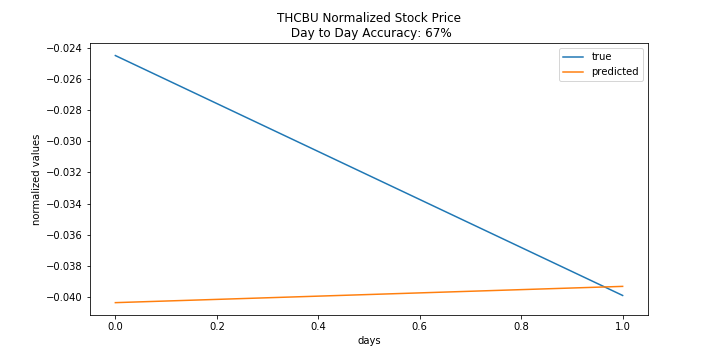 THCBU Normalized Stock Price
Day to Day Accuracy: 67%
−0.024
−0.026
−0.028
−0.030
−0.032
−0.034
−0.036
−0.038
−0.040
normalized values
true
predicted
0.0 0.2 0.4 0.6 0.8 1.0
days